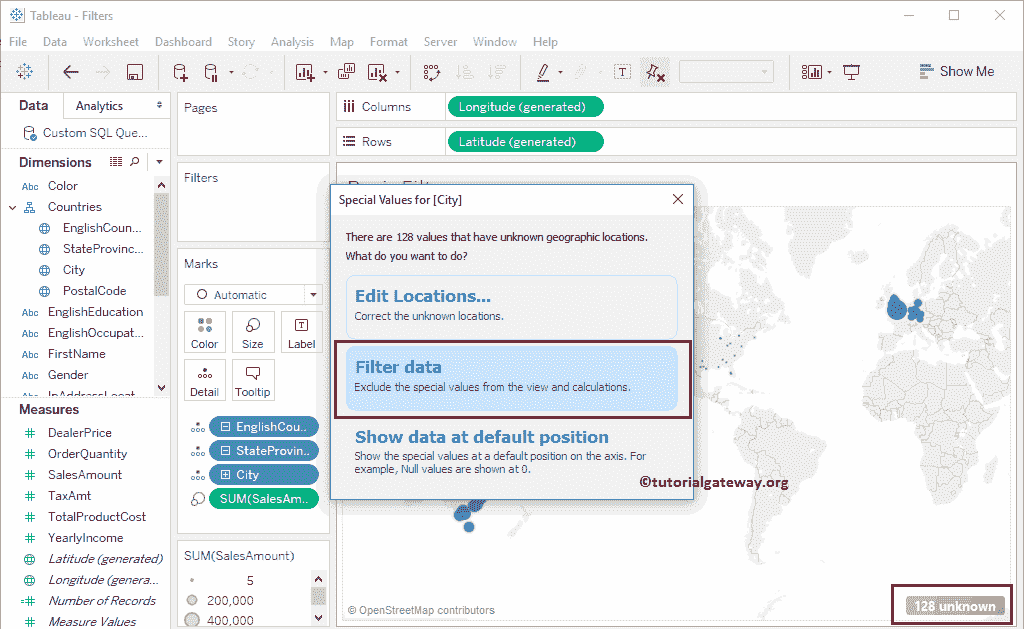 Tableau - Filters
File Data Worksheet Dashboard Story Analysis Map Format Server Window Help
Show Me
Data Analytics
Custom SQL Que...
Dimensions
Abc Color
Countries
EnglishCoun...
StateProvinc...
City
PostalCode
Abc EnglishEducation
Abc EnglishOccupat...
Abc FirstName
Abc Gender
Measures
DealerPrice
OrderQuantity
SalesAmount
TaxAmt
TotalProductCost
YearlyIncome
Latitude (generated)
Longitude (genera...
Number of Records
Measure Values
Pages
Filters
Marks
Automatic
Color Size Label
Detail Tooltip
EnglishCou..
StateProvin..
City
SUM(SalesAm..
SUM(SalesAmount)
5
200,000
400,000
Columns Longitude (generated)
Rows Latitude (generated)
Special Values for [City]
There are 128 values that have unknown geographic locations.
What do you want to do?
Edit Locations...
Correct the unknown locations.
Filter data
Exclude the special values from the view and calculations.
Show data at default position
Show the special values at a default position on the axis. For
example, Null values are shown at 0.
©tutorialgateway.org
© OpenStreetMap contributors
128 unknown